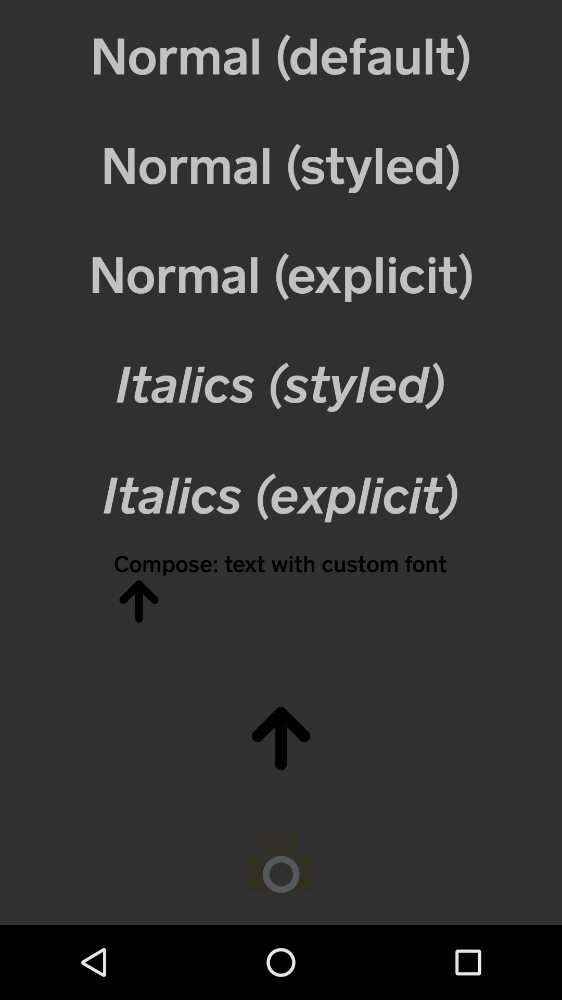 Normal (default)
Normal (styled)
Normal (explicit)
Italics (styled)
Italics (explicit)
Compose: text with custom font